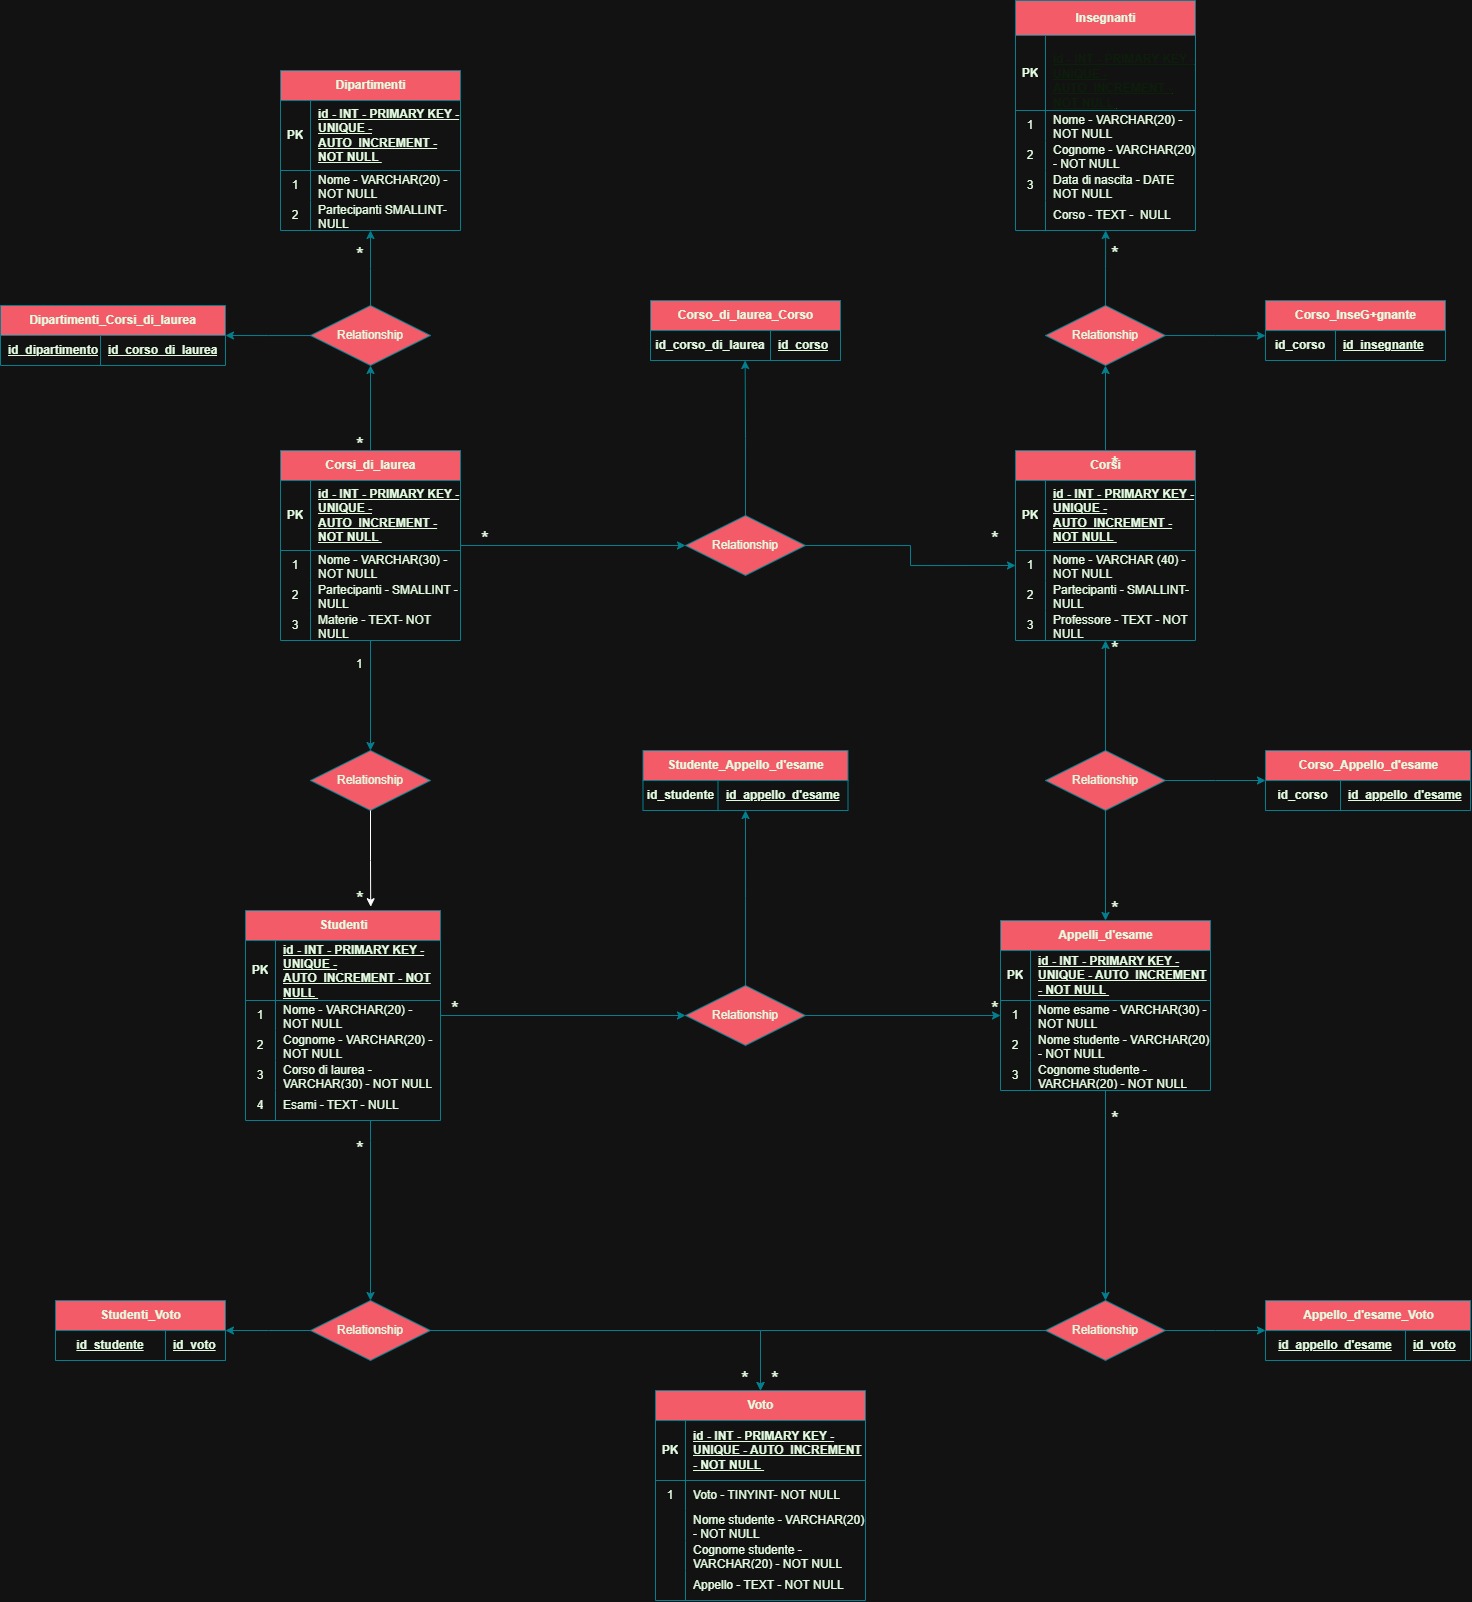 Insegnanti
PK
id - INT - PRIMARY KEY -
UNIQUE -
AUTO_INCREMENT -
NOT NULL
1
Nome - VARCHAR(20) -
NOT NULL
2
Cognome - VARCHAR(20)
- NOT NULL
3
Data di nascita - DATE
NOT NULL
Corso - TEXT - NULL
Dipartimenti
PK
id - INT - PRIMARY KEY -
UNIQUE -
AUTO_INCREMENT -
NOT NULL
1
Nome - VARCHAR(20) -
NOT NULL
2
Partecipanti SMALLINT-
NULL
*
*
Dipartimenti_Corsi_di_laurea
id_dipartimento id_corso_di_laurea
Relationship
Corso_di_laurea_Corso
id_corso_di_laurea id_corso
Relationship
Corso_InseG+gnante
id_corso id_insegnante
*
Corsi_di_laurea
PK
id - INT - PRIMARY KEY -
UNIQUE -
AUTO_INCREMENT -
NOT NULL
1
Nome - VARCHAR(30) -
NOT NULL
2
Partecipanti - SMALLINT -
NULL
3
Materie - TEXT- NOT
NULL
*
Relationship
*
*
Corsi
PK
id - INT - PRIMARY KEY -
UNIQUE -
AUTO_INCREMENT -
NOT NULL
1
Nome - VARCHAR (40) -
NOT NULL
2
Partecipanti - SMALLINT-
NULL
3
Professore - TEXT - NOT
NULL
1
*
Relationship
Studente_Appello_d'esame
id_studente id_appello_d'esame
Relationship
Corso_Appello_d'esame
id_corso id_appello_d'esame
*
*
Studenti
PK
id - INT - PRIMARY KEY -
UNIQUE -
AUTO_INCREMENT - NOT
NULL
1
Nome - VARCHAR(20) -
NOT NULL
2
Cognome - VARCHAR(20) -
NOT NULL
3
Corso di laurea -
VARCHAR(30) - NOT NULL
4
Esami - TEXT - NULL
*
Relationship
*
Appelli_d'esame
PK
id - INT - PRIMARY KEY -
UNIQUE - AUTO_INCREMENT
- NOT NULL
1
Nome esame - VARCHAR(30) -
NOT NULL
2
Nome studente - VARCHAR(20)
- NOT NULL
3
Cognome studente -
VARCHAR(20) - NOT NULL
*
*
Studenti_Voto
id_studente id_voto
Relationship
Relationship
Appello_d'esame_Voto
id_appello_d'esame id_voto
* *
Voto
PK
id - INT - PRIMARY KEY -
UNIQUE - AUTO_INCREMENT
- NOT NULL
1
Voto - TINYINT- NOT NULL
Nome studente - VARCHAR(20)
- NOT NULL
Cognome studente -
VARCHAR(20) - NOT NULL
Appello - TEXT - NOT NULL